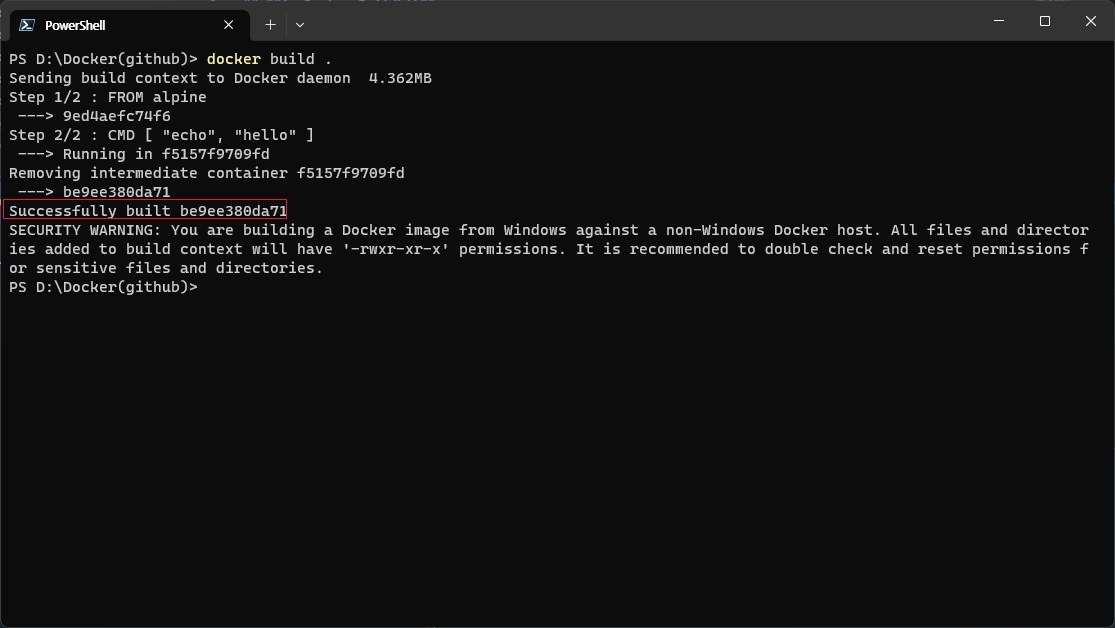 PowerShell
PS D:\Docker(github)> docker build .
Sending build context to Docker daemon  4.362MB
Step 1/2 : FROM alpine
 ---> 9ed4aefc74f6
Step 2/2 : CMD [ "echo", "hello" ]
 ---> Running in f5157f9709fd
Removing intermediate container f5157f9709fd
 ---> be9ee380da71
Successfully built be9ee380da71
SECURITY WARNING: You are building a Docker image from Windows against a non-Windows Docker host. All files and director
ies added to build context will have '-rwxr-xr-x' permissions. It is recommended to double check and reset permissions f
or sensitive files and directories.
PS D:\Docker(github)>